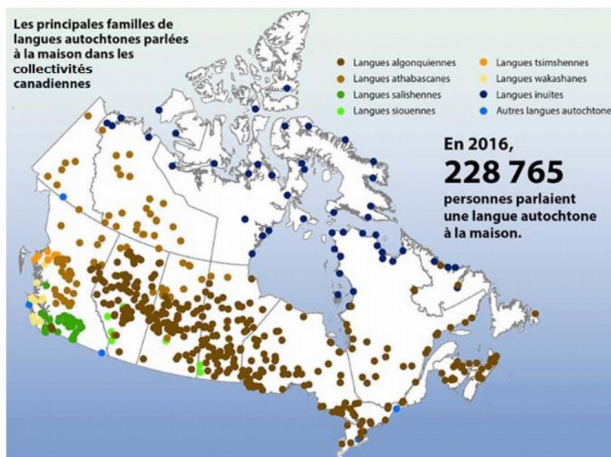 Les principales familles de
langues autochtones parlées
à la maison dans les
collectivités
canadiennes
Langues algonquiennes
Langues athabascanes
Langues salishennes
Langues siouennes
Langues tsimshennes
Langues wakashanes
Langues inuites
Autres langues autochtone
En 2016,
228 765
personnes parlaient
une langue autochtone
à la maison.